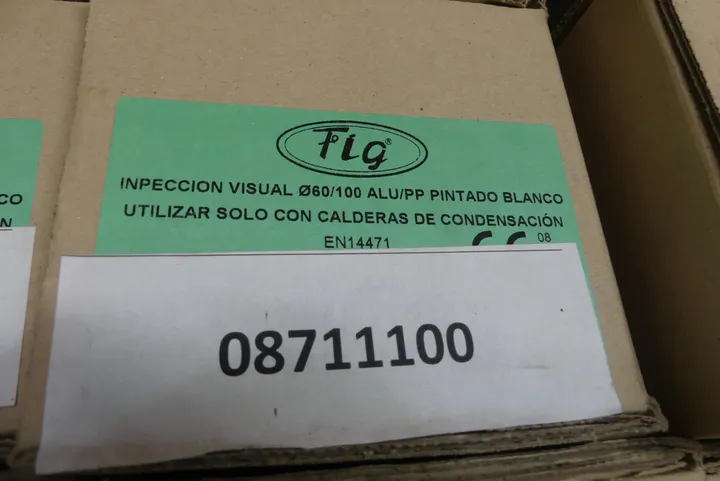 Fig®
INPECCION VISUAL Ø60/100 ALU/PP PINTADO BLANCO
UTILIZAR SOLO CON CALDERAS DE CONDENSACIÓN
EN14471 CE 08
08711100
CO
N